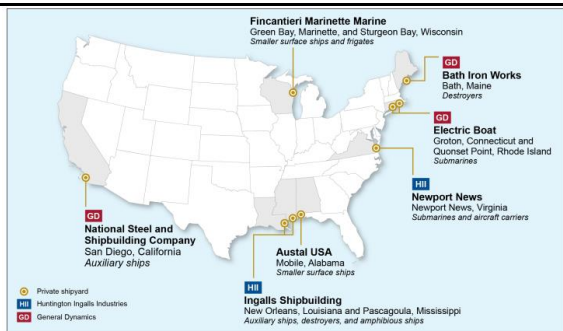 Fincantieri Marinette Marine
Green Bay, Marinette, and Sturgeon Bay, Wisconsin
Smaller surface ships and frigates
GD
Bath Iron Works
Bath, Maine
Destroyers
GD
Electric Boat
Groton, Connecticut and
Quonset Point, Rhode Island
Submarines
HII
Newport News
Newport News, Virginia
Submarines and aircraft carriers
GD
National Steel and
Shipbuilding Company
San Diego, California
Auxiliary ships
Austal USA
Mobile, Alabama
Smaller surface ships
HII
Ingalls Shipbuilding
New Orleans, Louisiana and Pascagoula, Mississippi
Auxiliary ships, destroyers, and amphibious ships
Private shipyard
HII Huntington Ingalls Industries
GD General Dynamics